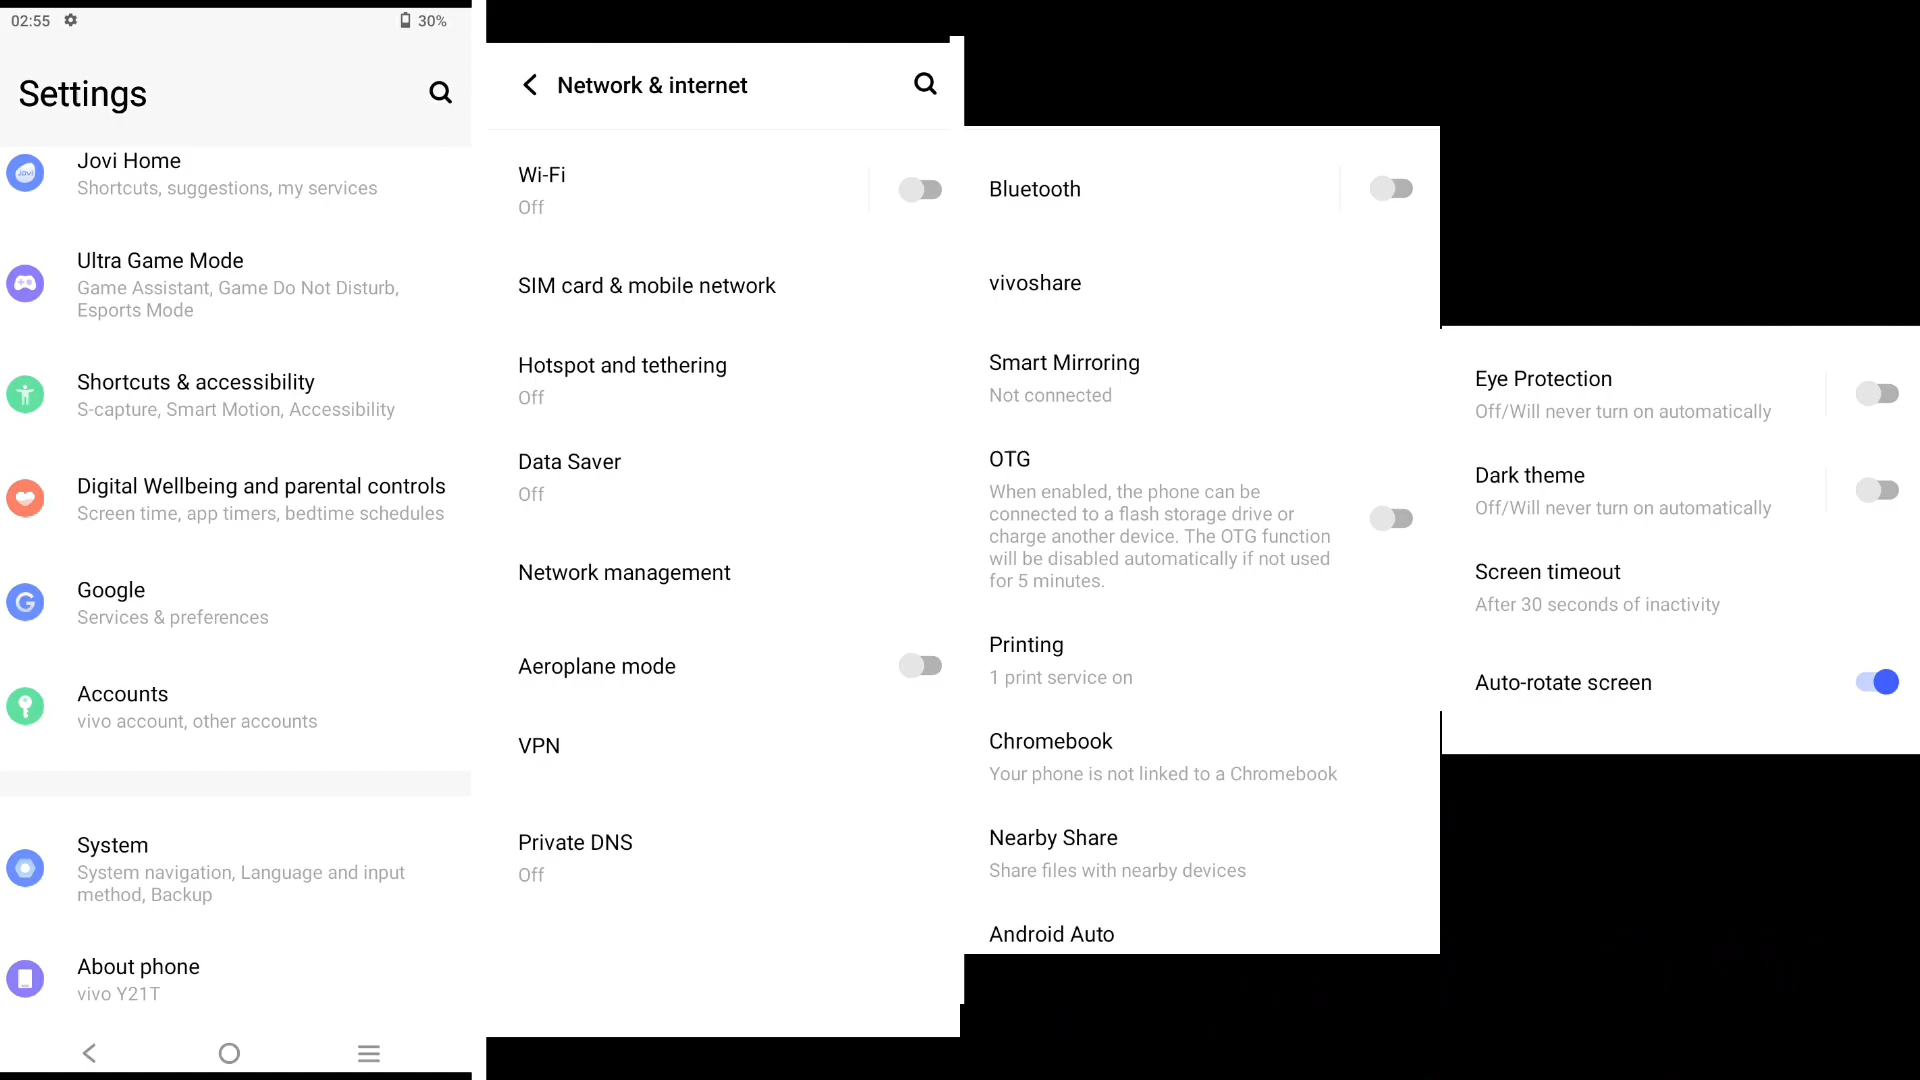 02:55
30%
Settings
Jovi Home
Shortcuts, suggestions, my services
Ultra Game Mode
Game Assistant, Game Do Not Disturb,
Esports Mode
Shortcuts & accessibility
S-capture, Smart Motion, Accessibility
Digital Wellbeing and parental controls
Screen time, app timers, bedtime schedules
Google
Services & preferences
Accounts
vivo account, other accounts
System
System navigation, Language and input
method, Backup
About phone
vivo Y21T
Network & internet
Wi-Fi
Off
SIM card & mobile network
Hotspot and tethering
Off
Data Saver
Off
Network management
Aeroplane mode
VPN
Private DNS
Off
Bluetooth
vivoshare
Smart Mirroring
Not connected
OTG
When enabled, the phone can be
connected to a flash storage drive or
charge another device. The OTG function
will be disabled automatically if not used
for 5 minutes.
Printing
1 print service on
Chromebook
Your phone is not linked to a Chromebook
Nearby Share
Share files with nearby devices
Android Auto
Eye Protection
Off/Will never turn on automatically
Dark theme
Off/Will never turn on automatically
Screen timeout
After 30 seconds of inactivity
Auto-rotate screen